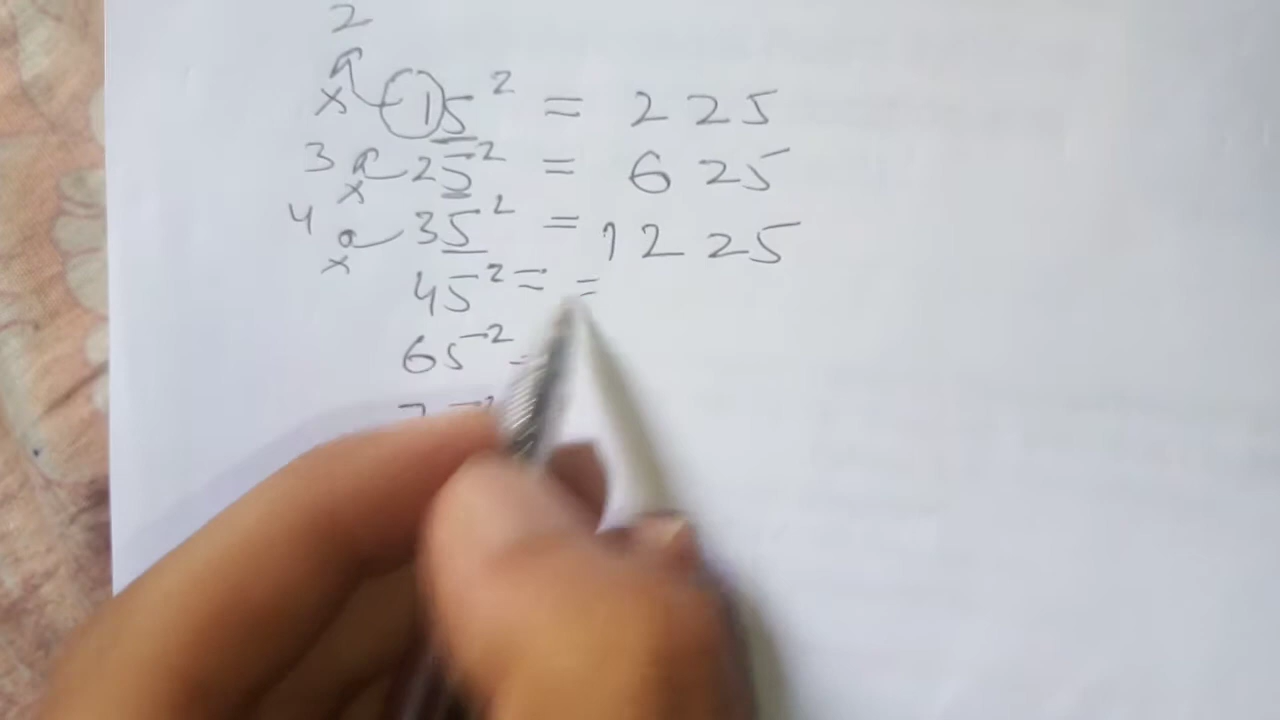 2
x 15² = 225
3 x 25² = 625
4 x 35² = 1225
45² = =
65² =